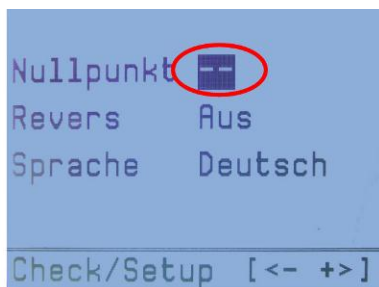 Nullpunkt --
Revers Aus
Sprache Deutsch
Check/Setup [<- +>]